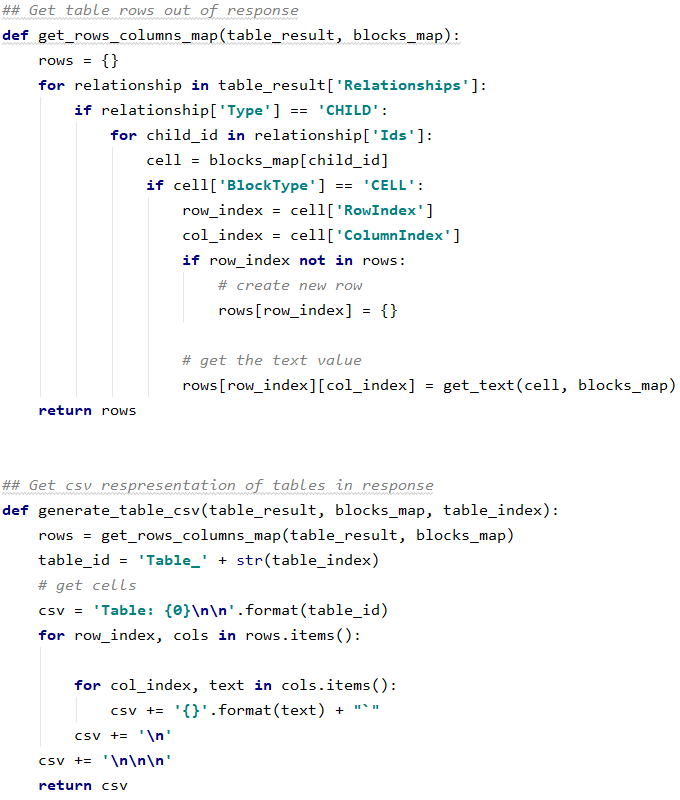 ## Get table rows out of response
def get_rows_columns_map(table_result, blocks_map):
    rows = {}
    for relationship in table_result['Relationships']:
        if relationship['Type'] == 'CHILD':
            for child_id in relationship['Ids']:
                cell = blocks_map[child_id]
                if cell['BlockType'] == 'CELL':
                    row_index = cell['RowIndex']
                    col_index = cell['ColumnIndex']
                    if row_index not in rows:
                        # create new row
                        rows[row_index] = {}

                    # get the text value
                    rows[row_index][col_index] = get_text(cell, blocks_map)
    return rows


## Get csv respresentation of tables in response
def generate_table_csv(table_result, blocks_map, table_index):
    rows = get_rows_columns_map(table_result, blocks_map)
    table_id = 'Table_' + str(table_index)
    # get cells
    csv = 'Table: {0}\n\n'.format(table_id)
    for row_index, cols in rows.items():

        for col_index, text in cols.items():
            csv += '{}'.format(text) + "`"
        csv += '\n'
    csv += '\n\n\n'
    return csv